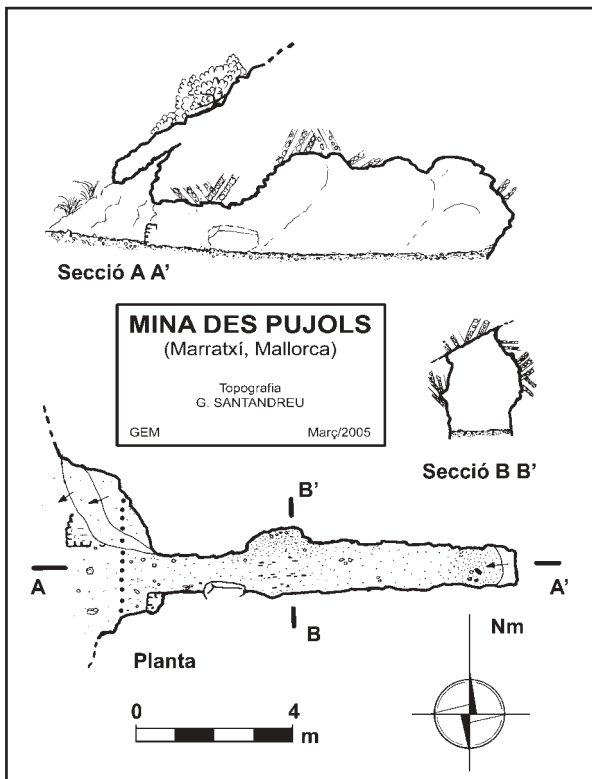 Secció A A'
MINA DES PUJOLS
(Marratxí, Mallorca)
Topografia
G. SANTANDREU
GEM Març/2005
Secció B B'
B'
A A'
B
Planta
Nm
0 4
m